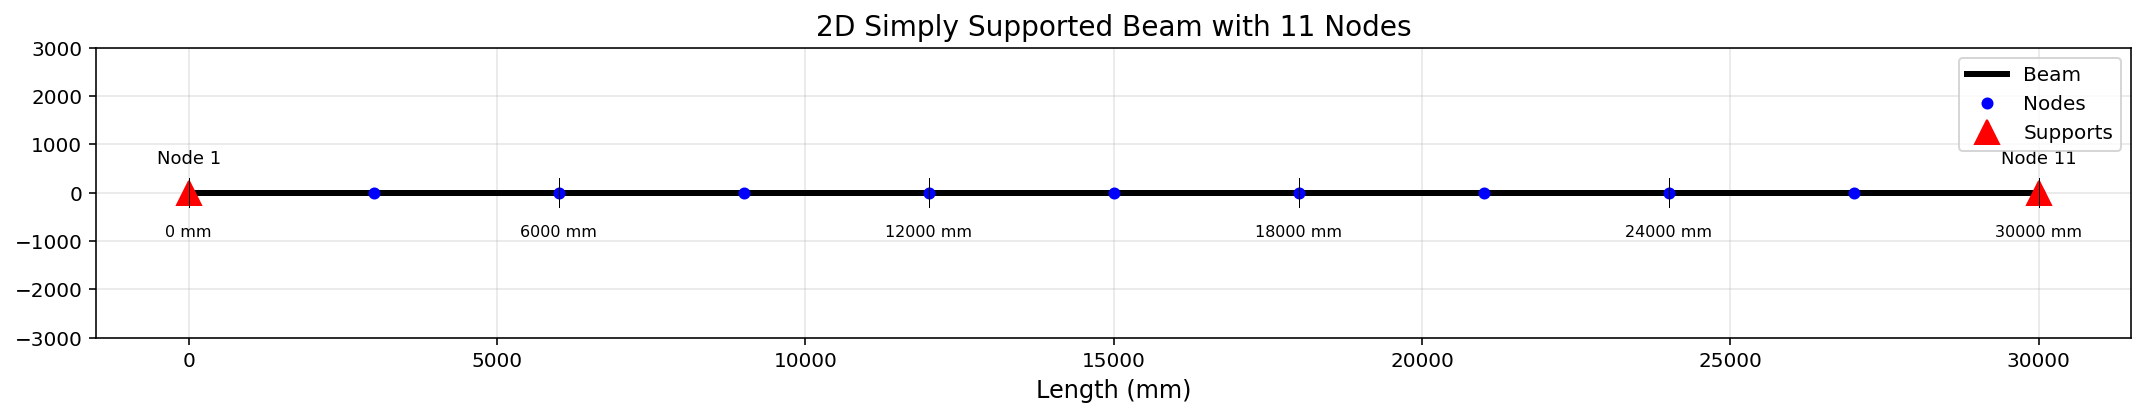 2D Simply Supported Beam with 11 Nodes
3000
2000
1000
0
−1000
−2000
−3000
Beam
Nodes
Supports
Node 1
Node 11
0 mm
6000 mm
12000 mm
18000 mm
24000 mm
30000 mm
0
5000
10000
15000
20000
25000
30000
Length (mm)